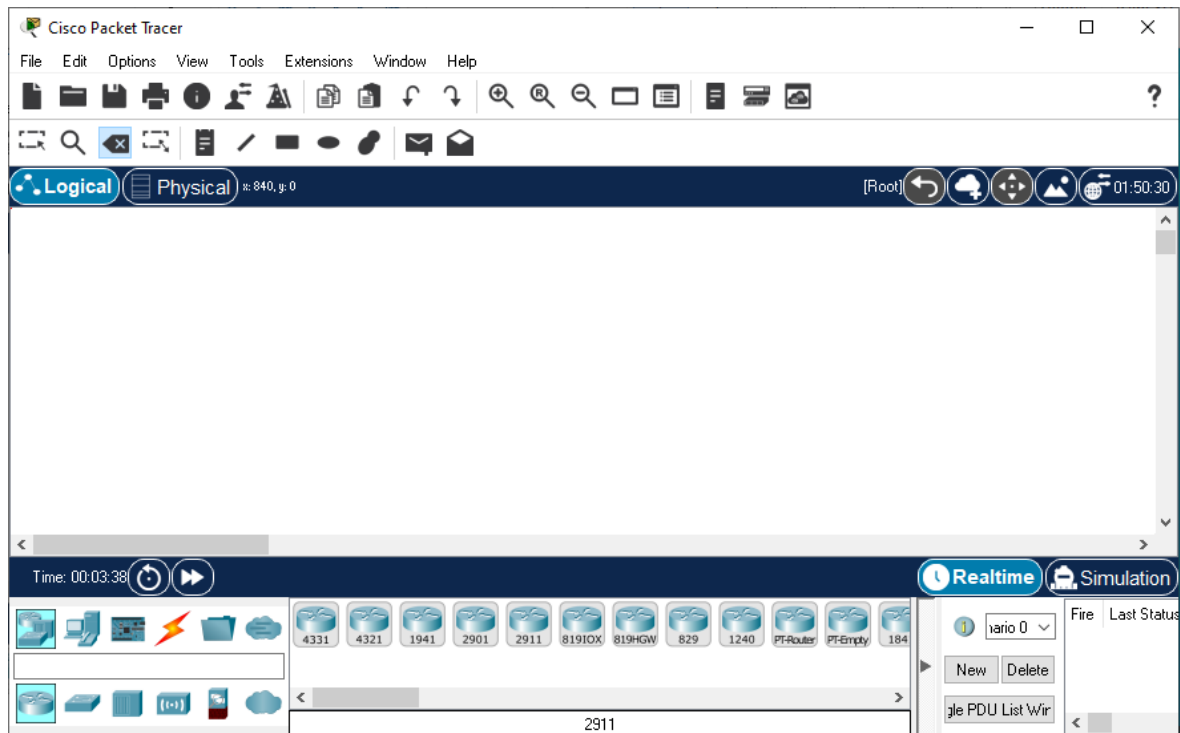 Cisco Packet Tracer
File Edit Options View Tools Extensions Window Help
Logical Physical x: 840, y: 0 [Root] 01:50:30
Time: 00:03:38 Realtime Simulation
4331 4321 1941 2901 2911 819IOX 819HGW 829 1240 PT-Router PT-Empty 184
nario 0
Fire Last Status
New Delete
gle PDU List Wir
2911